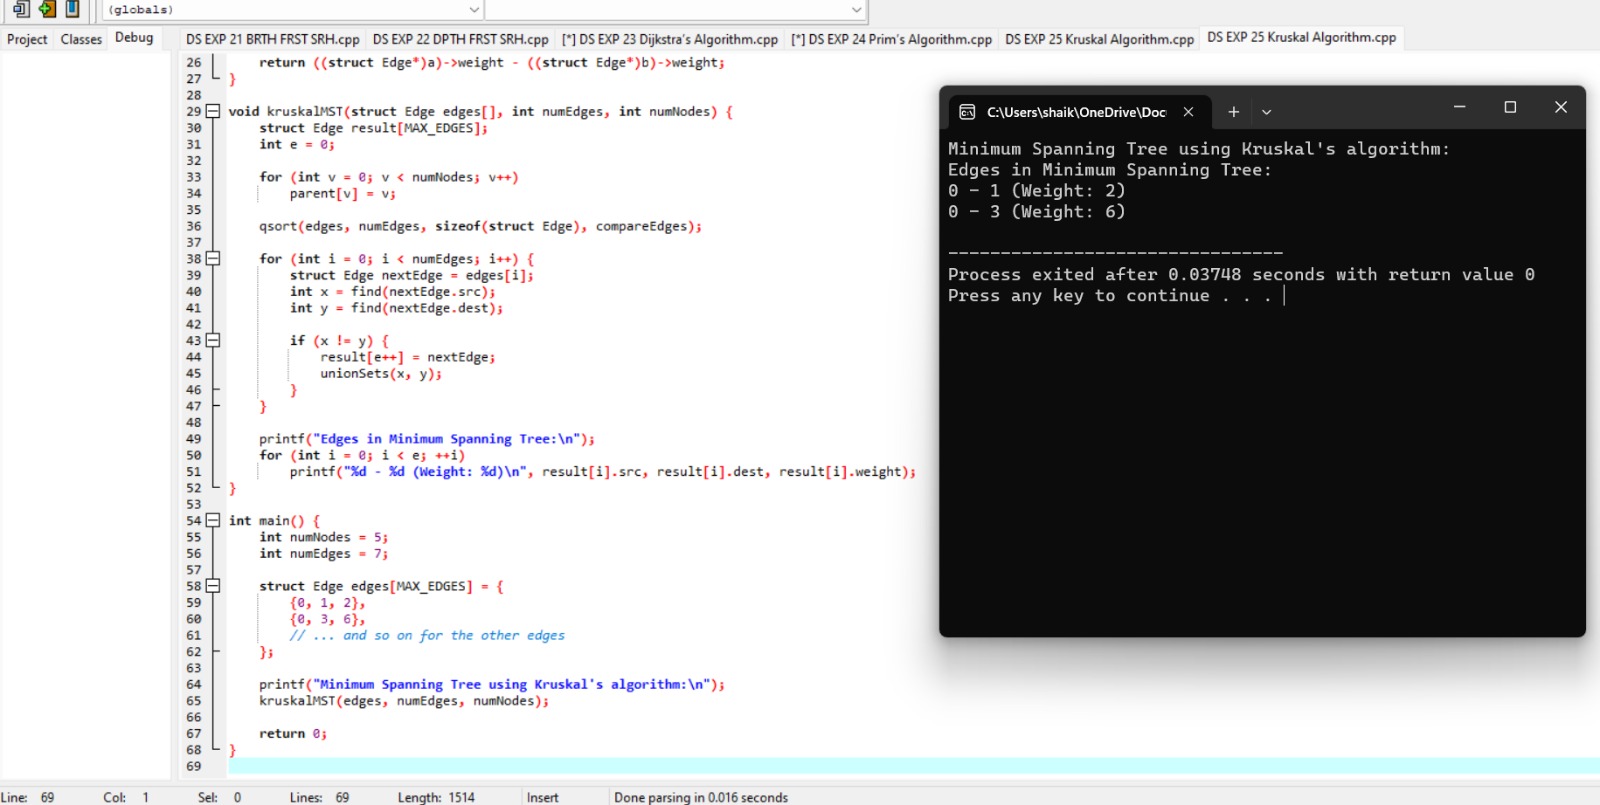 (globals)
Project Classes Debug
DS EXP 21 BRTH FRST SRH.cpp DS EXP 22 DPTH FRST SRH.cpp [*] DS EXP 23 Dijkstra's Algorithm.cpp [*] DS EXP 24 Prim's Algorithm.cpp DS EXP 25 Kruskal Algorithm.cpp DS EXP 25 Kruskal Algorithm.cpp
26 return ((struct Edge*)a)->weight - ((struct Edge*)b)->weight;
27 }
28
29 void kruskalMST(struct Edge edges[], int numEdges, int numNodes) {
30 struct Edge result[MAX_EDGES];
31 int e = 0;
32
33 for (int v = 0; v < numNodes; v++)
34 parent[v] = v;
35
36 qsort(edges, numEdges, sizeof(struct Edge), compareEdges);
37
38 for (int i = 0; i < numEdges; i++) {
39 struct Edge nextEdge = edges[i];
40 int x = find(nextEdge.src);
41 int y = find(nextEdge.dest);
42
43 if (x != y) {
44 result[e++] = nextEdge;
45 unionSets(x, y);
46 }
47 }
48
49 printf("Edges in Minimum Spanning Tree:\n");
50 for (int i = 0; i < e; ++i)
51 printf("%d - %d (Weight: %d)\n", result[i].src, result[i].dest, result[i].weight);
52 }
53
54 int main() {
55 int numNodes = 5;
56 int numEdges = 7;
57
58 struct Edge edges[MAX_EDGES] = {
59 {0, 1, 2},
60 {0, 3, 6},
61 // ... and so on for the other edges
62 };
63
64 printf("Minimum Spanning Tree using Kruskal's algorithm:\n");
65 kruskalMST(edges, numEdges, numNodes);
66
67 return 0;
68 }
69
C:\Users\shaik\OneDrive\Doc
Minimum Spanning Tree using Kruskal's algorithm:
Edges in Minimum Spanning Tree:
0 - 1 (Weight: 2)
0 - 3 (Weight: 6)
--------------------------------
Process exited after 0.03748 seconds with return value 0
Press any key to continue . . .
Line: 69 Col: 1 Sel: 0 Lines: 69 Length: 1514 Insert Done parsing in 0.016 seconds